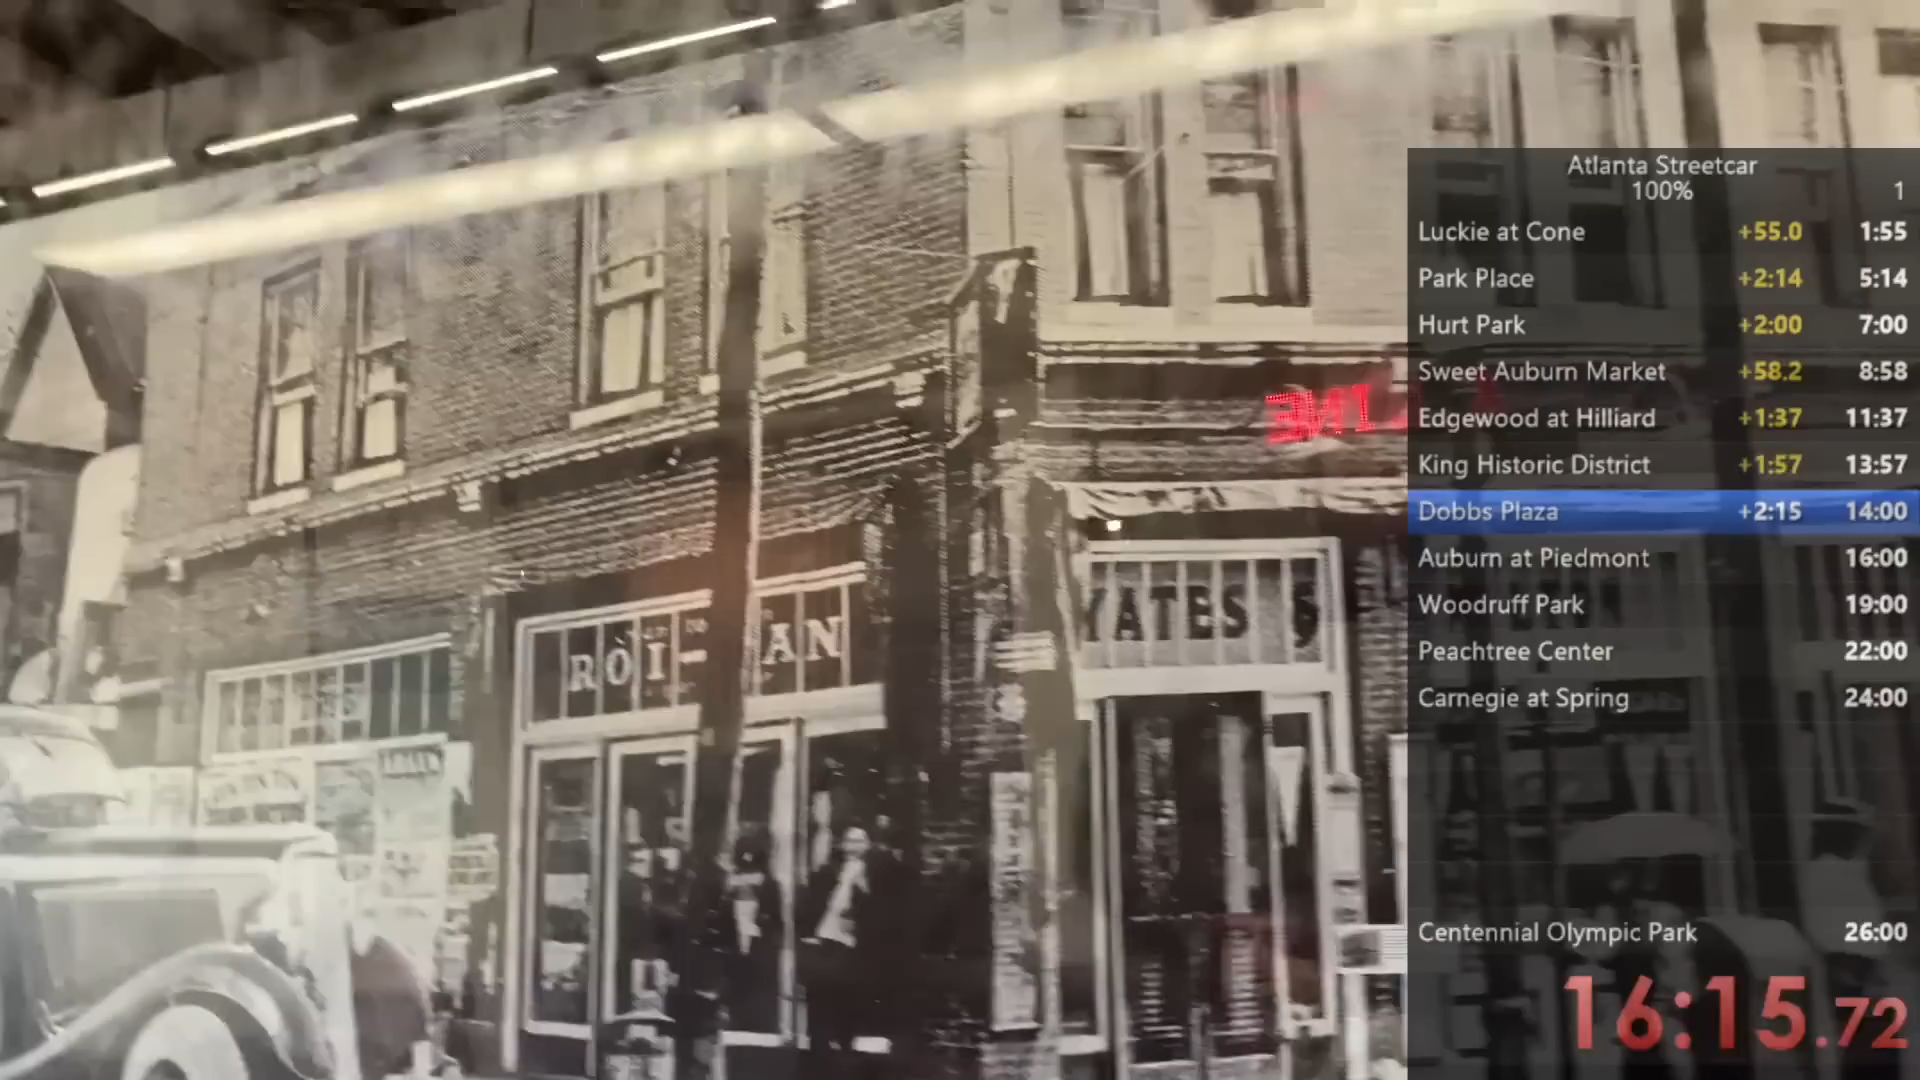 Atlanta Streetcar
100% 1
Luckie at Cone +55.0 1:55
Park Place +2:14 5:14
Hurt Park +2:00 7:00
Sweet Auburn Market +58.2 8:58
Edgewood at Hilliard +1:37 11:37
King Historic District +1:57 13:57
Dobbs Plaza +2:15 14:00
Auburn at Piedmont 16:00
Woodruff Park 19:00
Peachtree Center 22:00
Carnegie at Spring 24:00
Centennial Olympic Park 26:00
16:15.72
YATES &